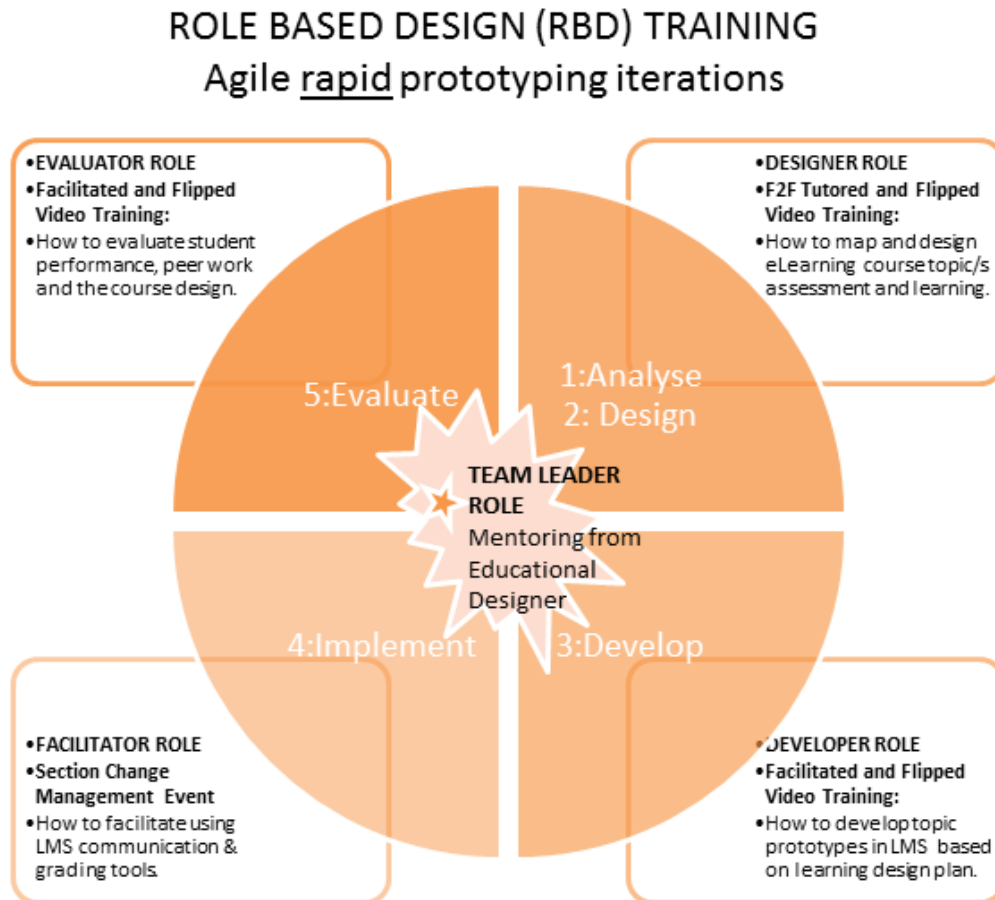 ROLE BASED DESIGN (RBD) TRAINING
Agile rapid prototyping iterations
•EVALUATOR ROLE
•Facilitated and Flipped
Video Training:
•How to evaluate student
performance, peer work
and the course design.
•DESIGNER ROLE
•F2F Tutored and Flipped
Video Training:
•How to map and design
eLearning course topic/s
assessment and learning.
5:Evaluate
1:Analyse
2: Design
TEAM LEADER
ROLE
Mentoring from
Educational
Designer
4:Implement
3:Develop
•FACILITATOR ROLE
•Section Change
Management Event
•How to facilitate using
LMS communication &
grading tools.
•DEVELOPER ROLE
•Facilitated and Flipped
Video Training:
•How to develop topic
prototypes in LMS based
on learning design plan.